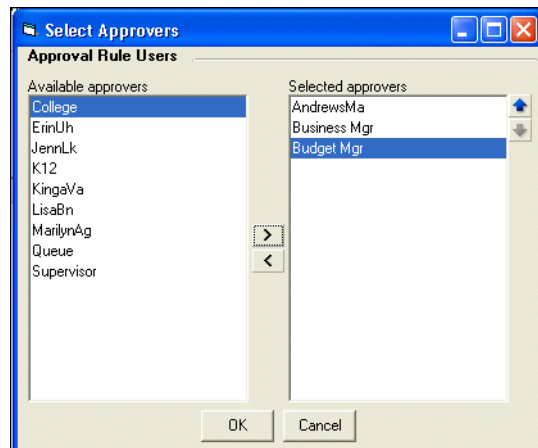 Select Approvers
Approval Rule Users
Available approvers
College
ErinUh
JennLk
K12
KingaVa
LisaBn
MarilynAg
Queue
Supervisor
>
<
Selected approvers
AndrewsMa
Business Mgr
Budget Mgr
OK Cancel